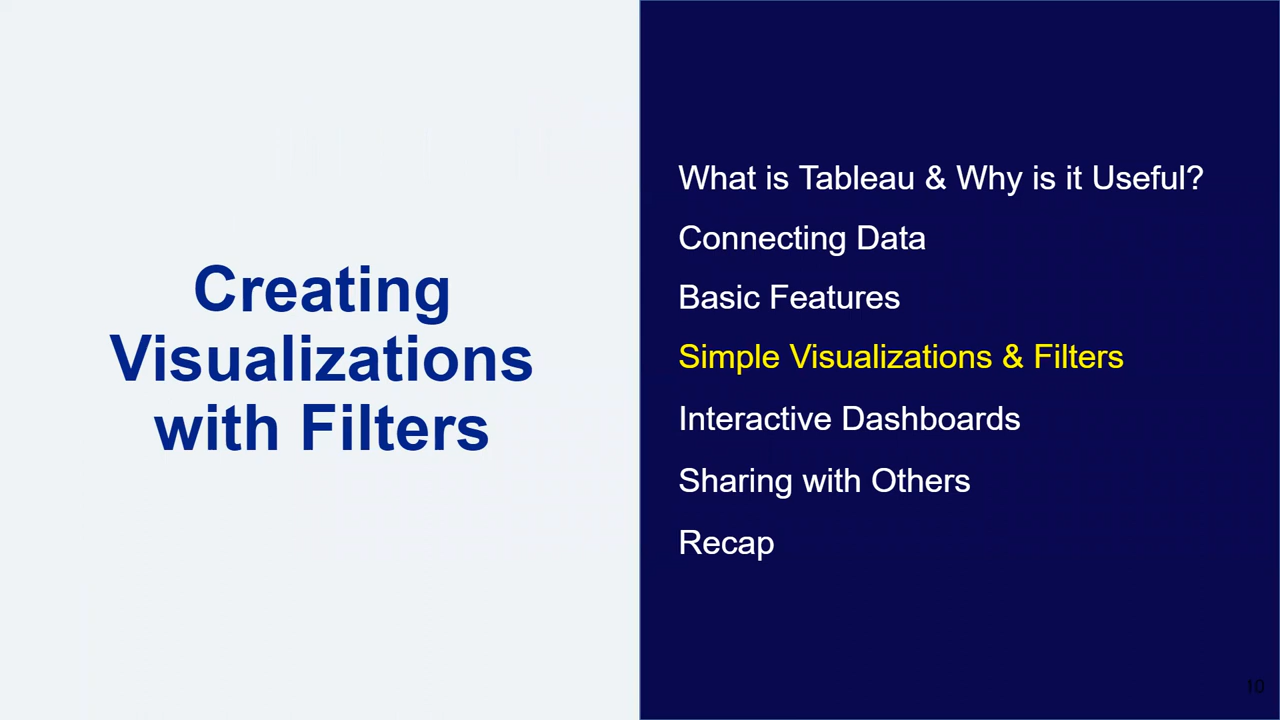 Creating
Visualizations
with Filters
What is Tableau & Why is it Useful?
Connecting Data
Basic Features
Simple Visualizations & Filters
Interactive Dashboards
Sharing with Others
Recap
10